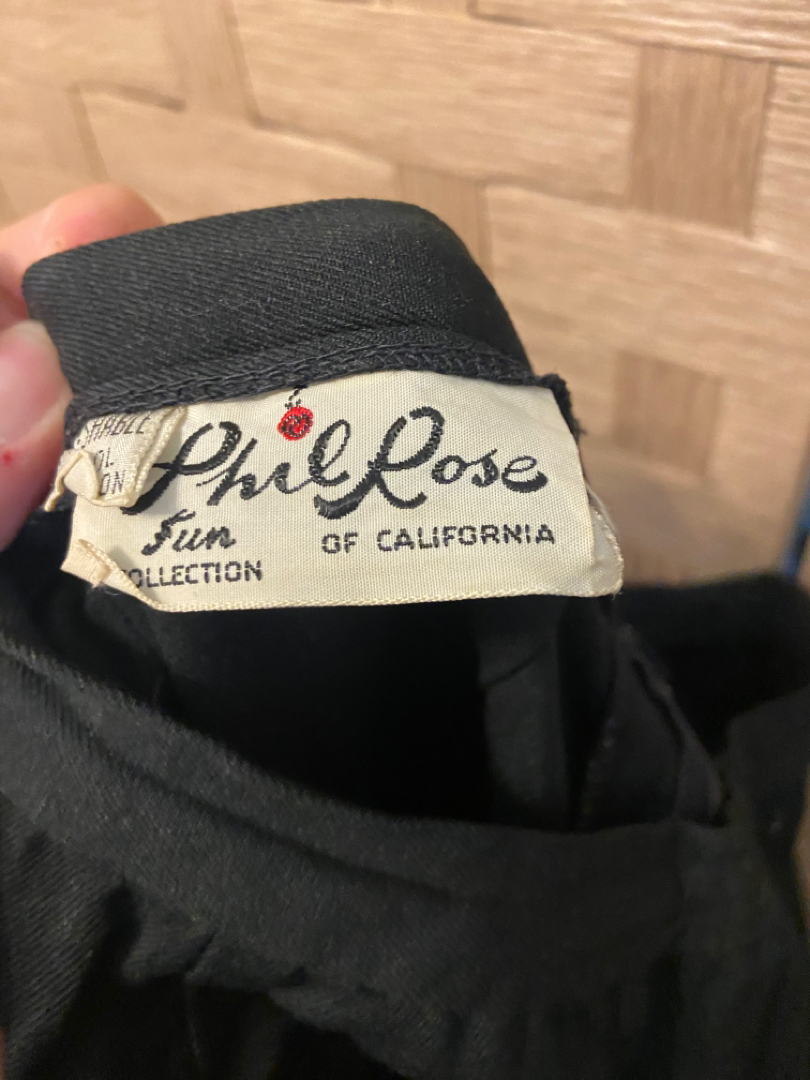 Phil Rose
Fun OF CALIFORNIA
OLLECTION